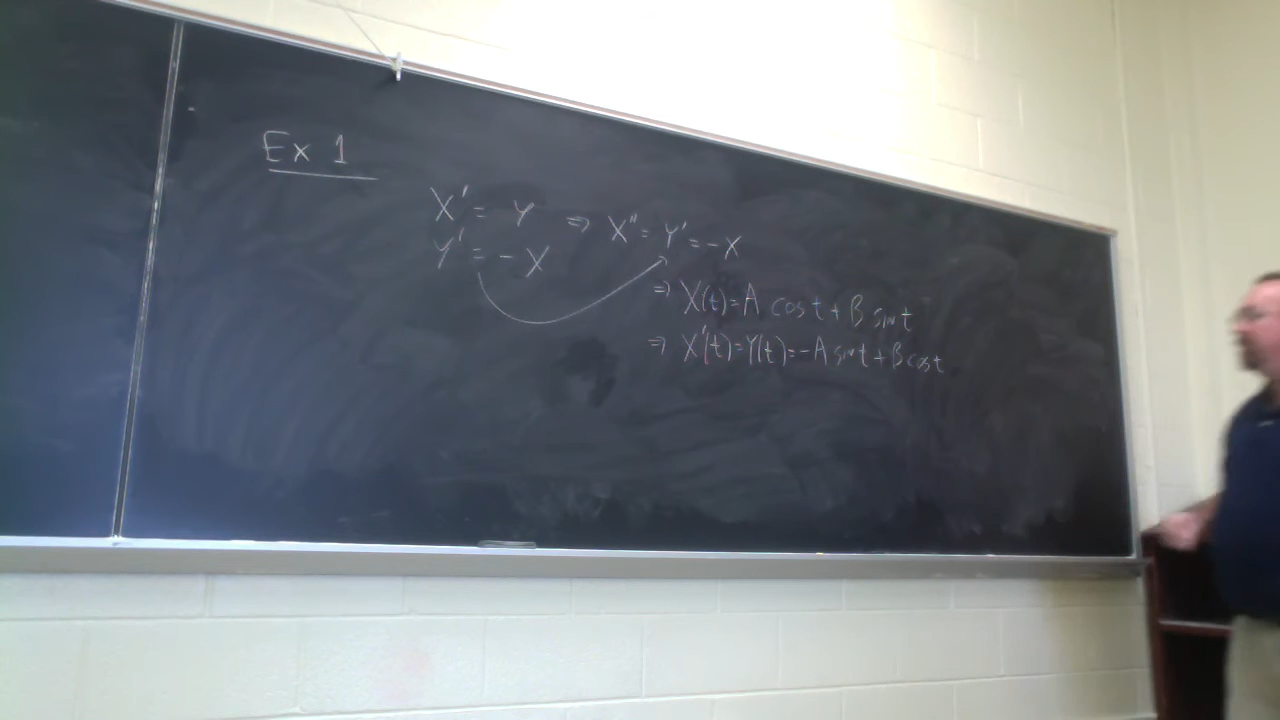 Ex 1
X' = Y ⇒ X'' = Y' = -X
Y' = -X
⇒ X(t) = A cos t + B sin t
⇒ X'(t) = Y(t) = -A sin t + B cos t